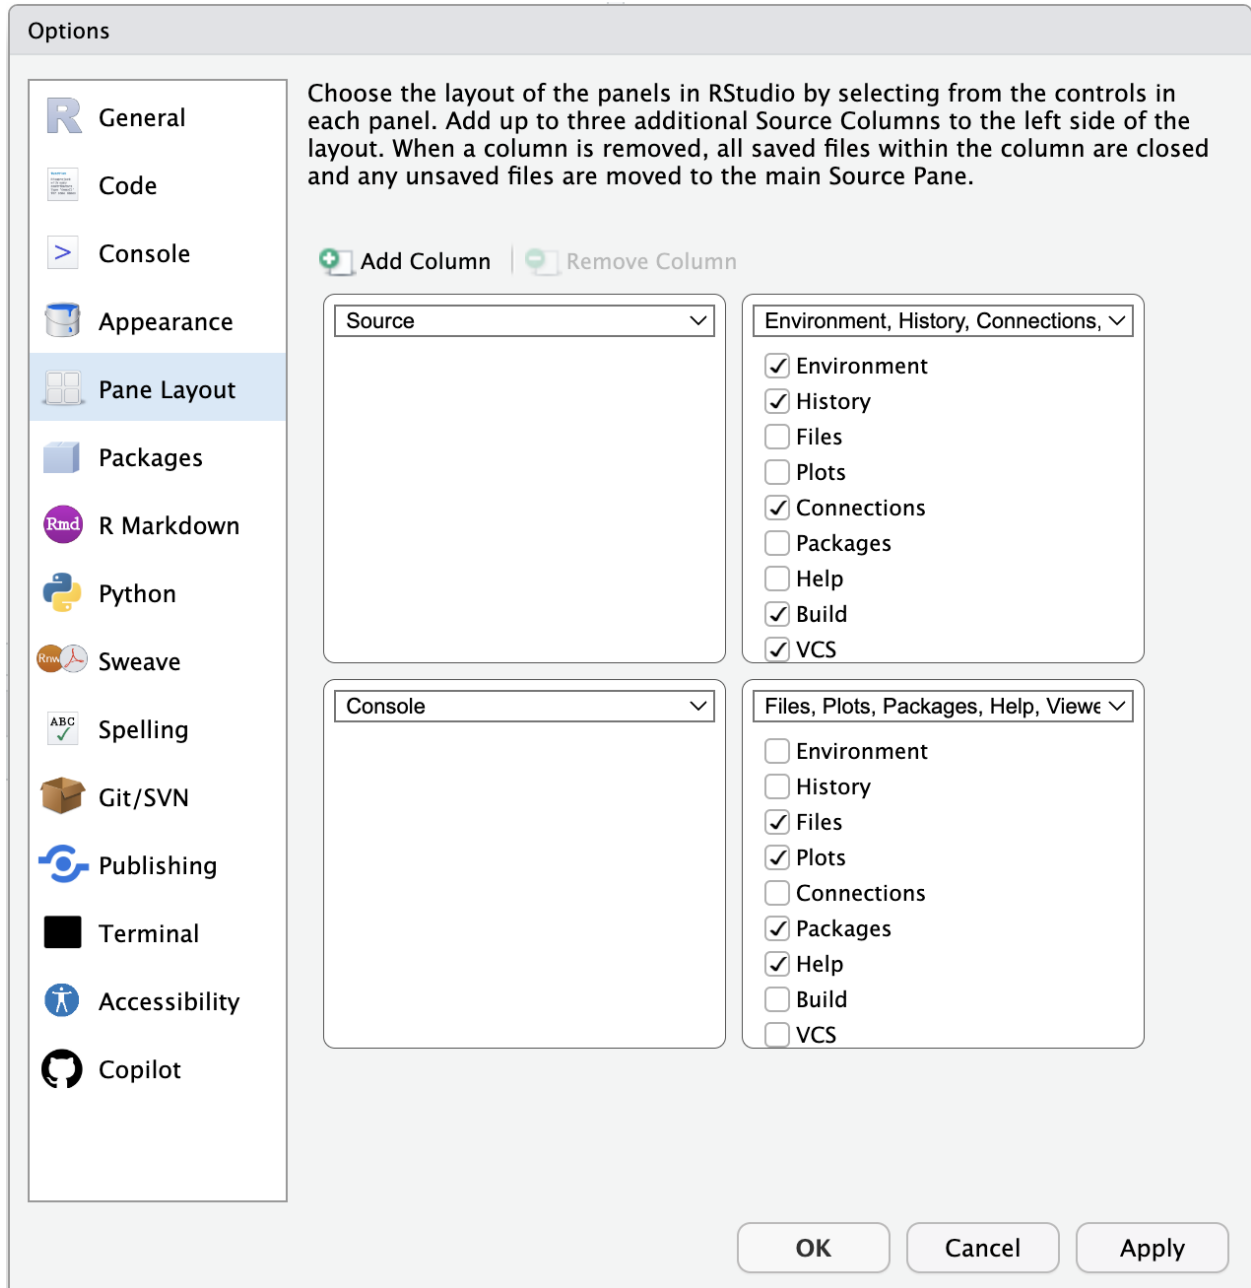 Options
General
Code
Console
Appearance
Pane Layout
Packages
Rmd
R Markdown
Python
Rnw
Sweave
ABC
Spelling
Git/SVN
Publishing
Terminal
Accessibility
Copilot
Choose the layout of the panels in RStudio by selecting from the controls in
each panel. Add up to three additional Source Columns to the left side of the
layout. When a column is removed, all saved files within the column are closed
and any unsaved files are moved to the main Source Pane.
Add Column
Remove Column
Source
Environment, History, Connections,
Environment
History
Files
Plots
Connections
Packages
Help
Build
VCS
Console
Files, Plots, Packages, Help, Viewe
Environment
History
Files
Plots
Connections
Packages
Help
Build
VCS
OK
Cancel
Apply